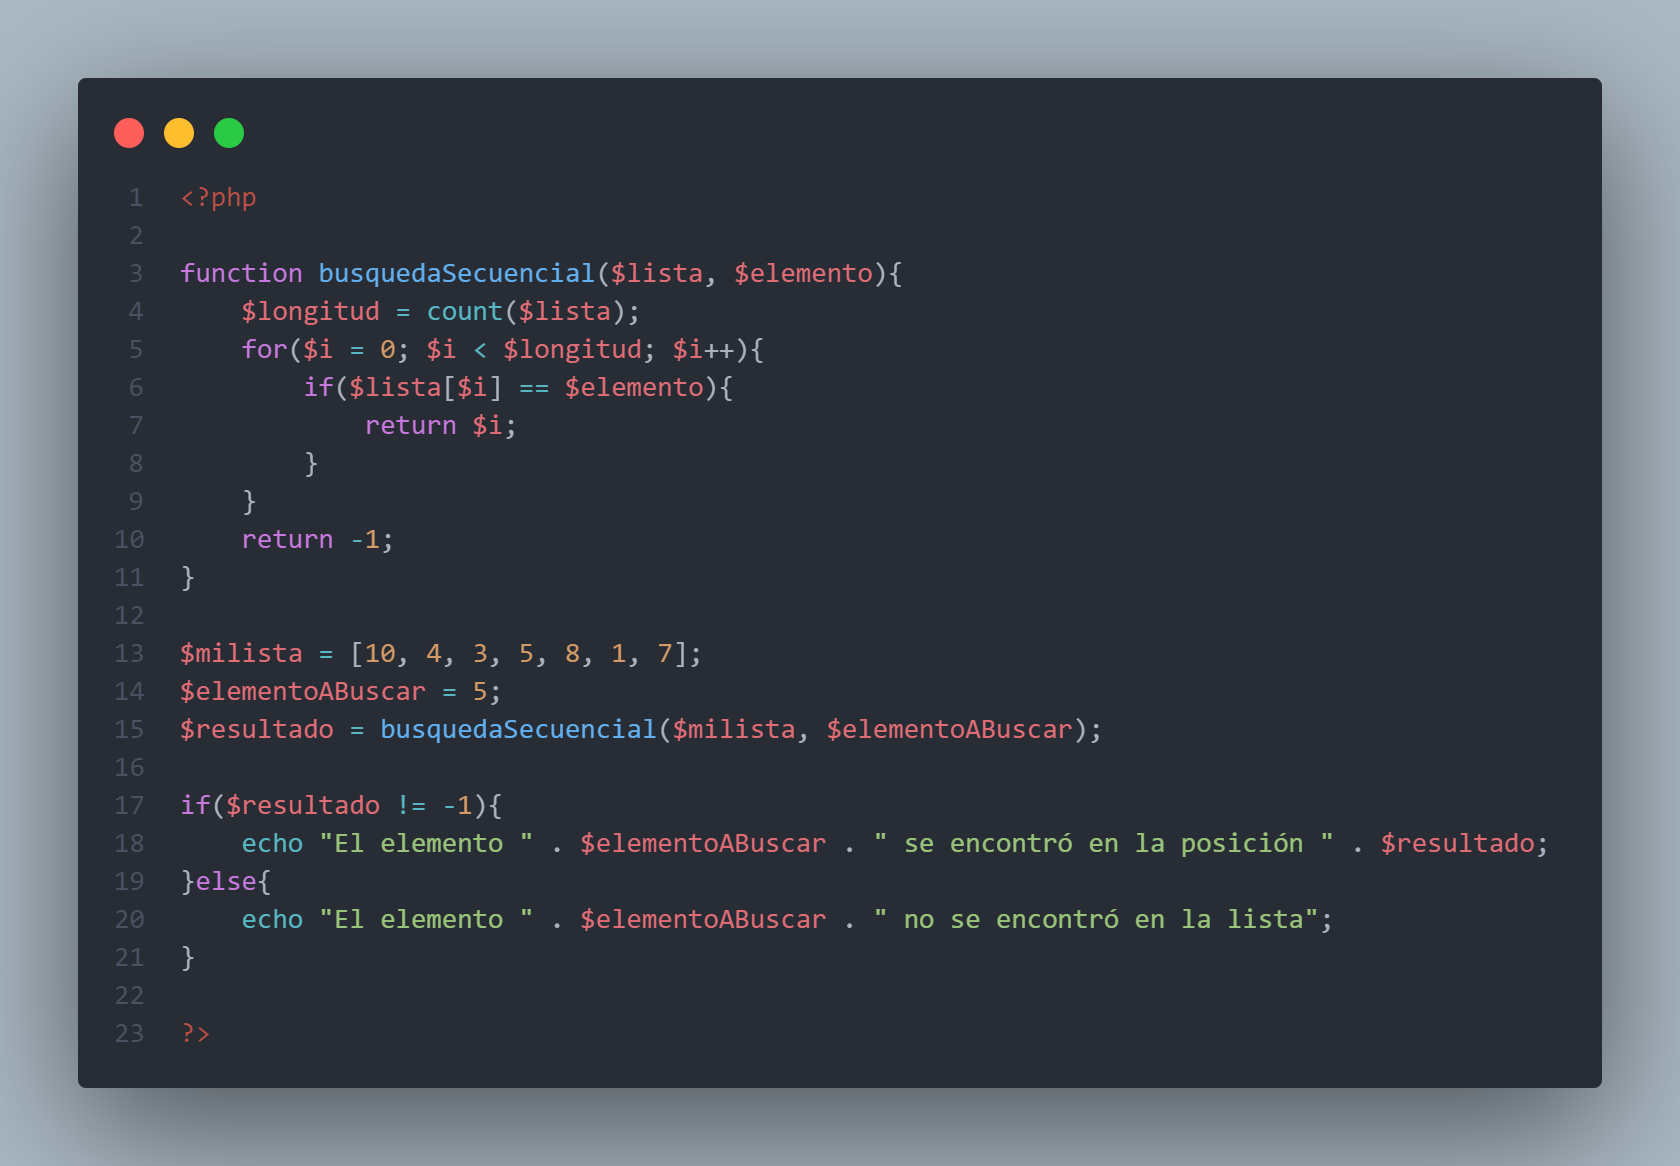 1 <?php
2
3 function busquedaSecuencial($lista, $elemento){
4     $longitud = count($lista);
5     for($i = 0; $i < $longitud; $i++){
6         if($lista[$i] == $elemento){
7             return $i;
8         }
9     }
10     return -1;
11 }
12
13 $milista = [10, 4, 3, 5, 8, 1, 7];
14 $elementoABuscar = 5;
15 $resultado = busquedaSecuencial($milista, $elementoABuscar);
16
17 if($resultado != -1){
18     echo "El elemento " . $elementoABuscar . " se encontró en la posición " . $resultado;
19 }else{
20     echo "El elemento " . $elementoABuscar . " no se encontró en la lista";
21 }
22
23 ?>